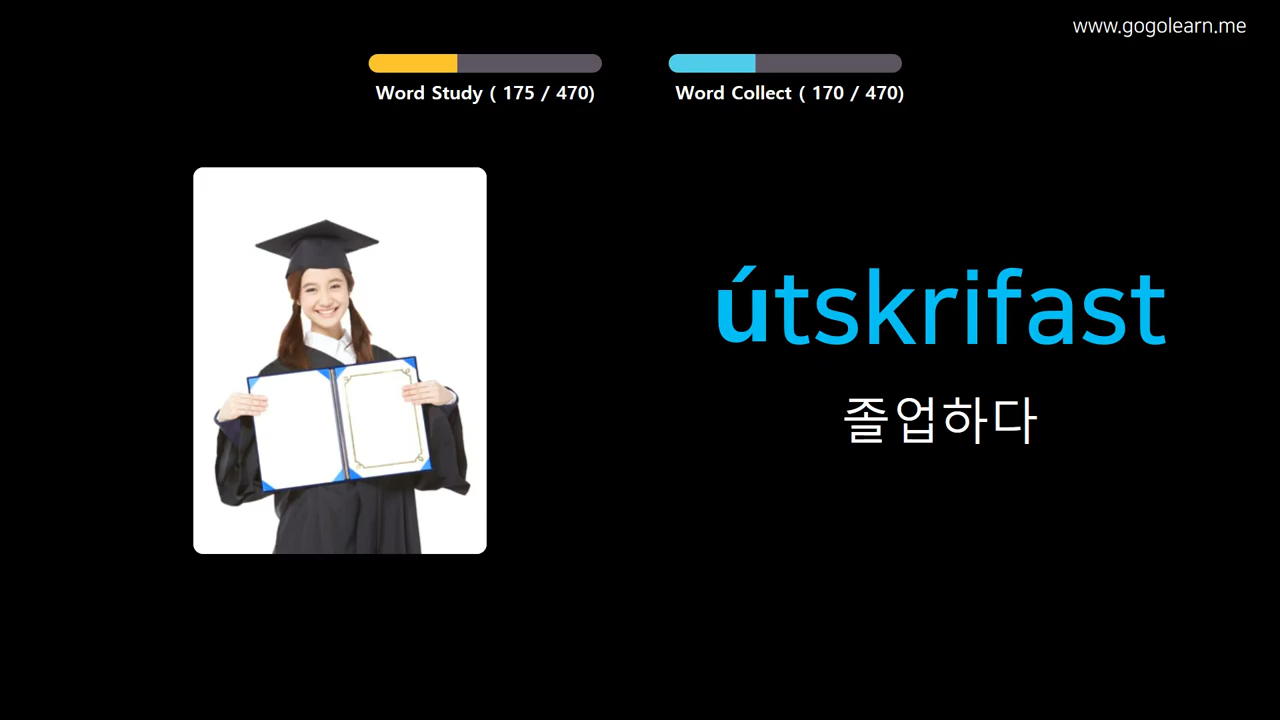 www.gogolearn.me
Word Study ( 175 / 470)
Word Collect ( 170 / 470)
útskrifast
졸업하다